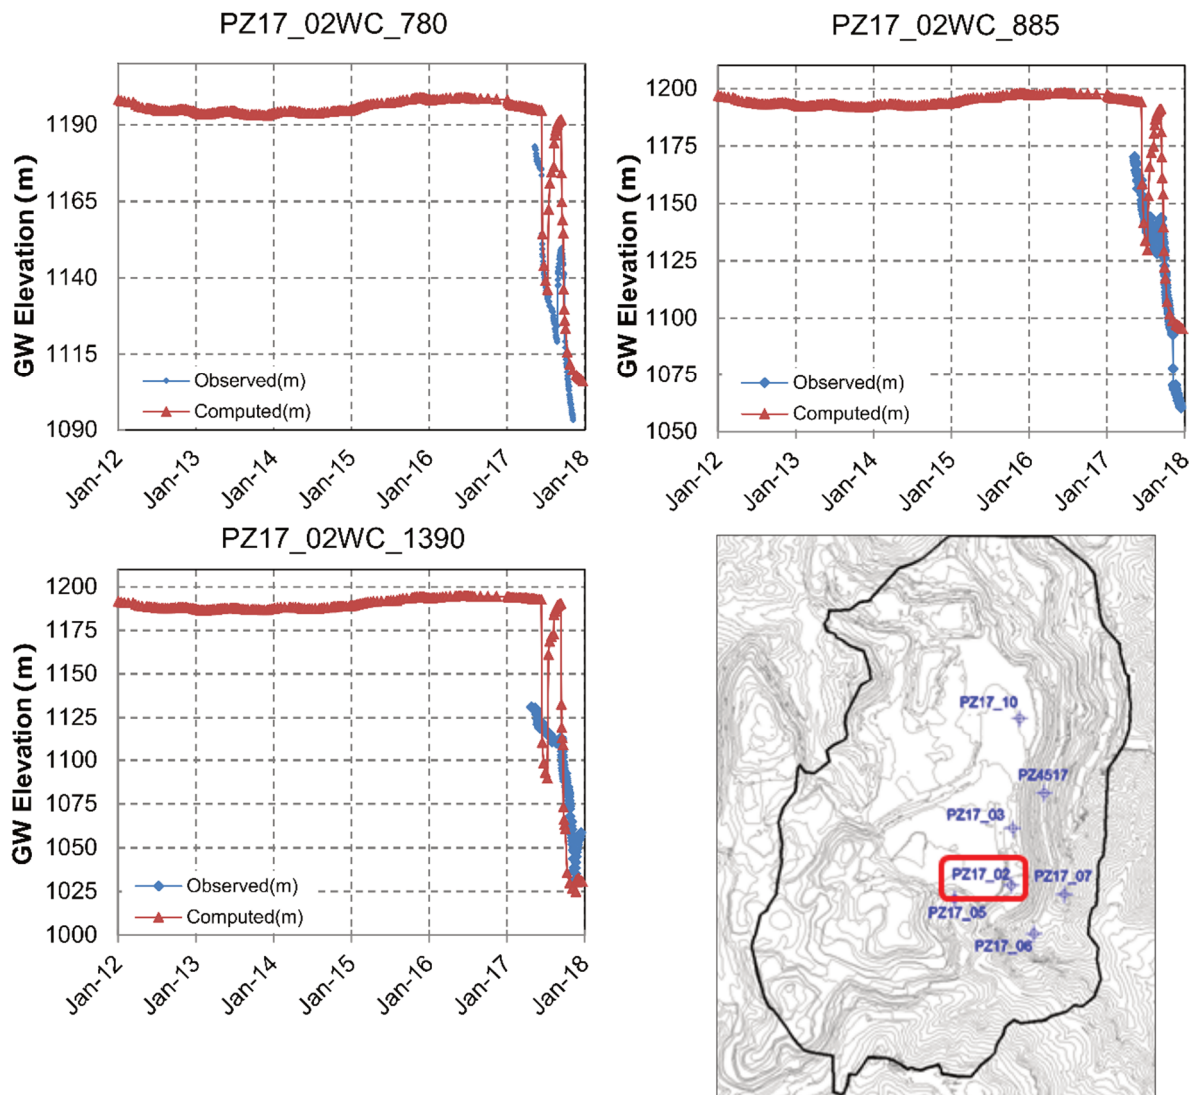 PZ17_02WC_780
GW Elevation (m)
1190
1165
1140
1115
1090
Observed(m)
Computed(m)
Jan-12
Jan-13
Jan-14
Jan-15
Jan-16
Jan-17
Jan-18
PZ17_02WC_885
GW Elevation (m)
1200
1175
1150
1125
1100
1075
1050
Observed(m)
Computed(m)
Jan-12
Jan-13
Jan-14
Jan-15
Jan-16
Jan-17
Jan-18
PZ17_02WC_1390
GW Elevation (m)
1200
1175
1150
1125
1100
1075
1050
1025
1000
Observed(m)
Computed(m)
Jan-12
Jan-13
Jan-14
Jan-15
Jan-16
Jan-17
Jan-18
PZ17_10
PZ4517
PZ17_03
PZ17_02
PZ17_07
PZ17_05
PZ17_06